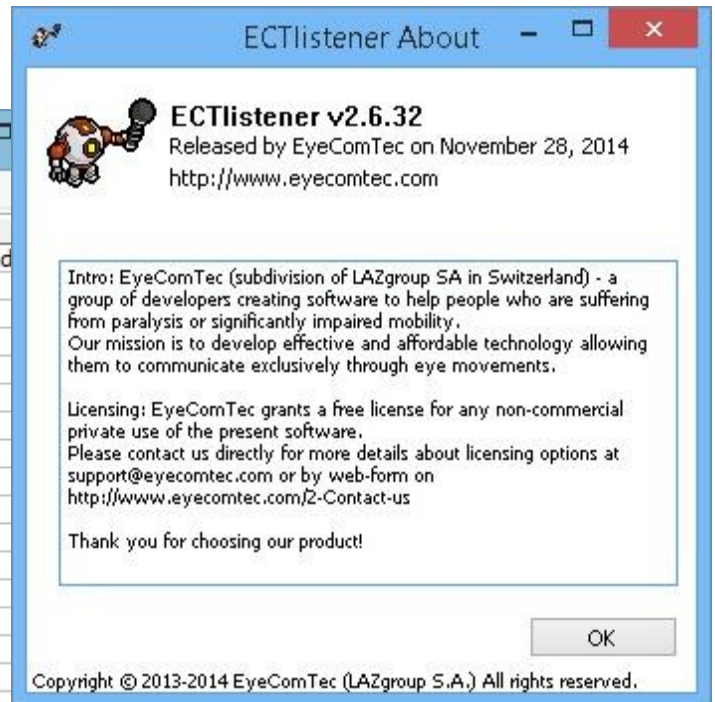 ECTlistener About
ECTlistener v2.6.32
Released by EyeComTec on November 28, 2014
http://www.eyecomtec.com
Intro: EyeComTec (subdivision of LAZgroup SA in Switzerland) - a
group of developers creating software to help people who are suffering
from paralysis or significantly impaired mobility.
Our mission is to develop effective and affordable technology allowing
them to communicate exclusively through eye movements.
Licensing: EyeComTec grants a free license for any non-commercial
private use of the present software.
Please contact us directly for more details about licensing options at
support@eyecomtec.com or by web-form on
http://www.eyecomtec.com/2-Contact-us
Thank you for choosing our product!
OK
Copyright © 2013-2014 EyeComTec (LAZgroup S.A.) All rights reserved.